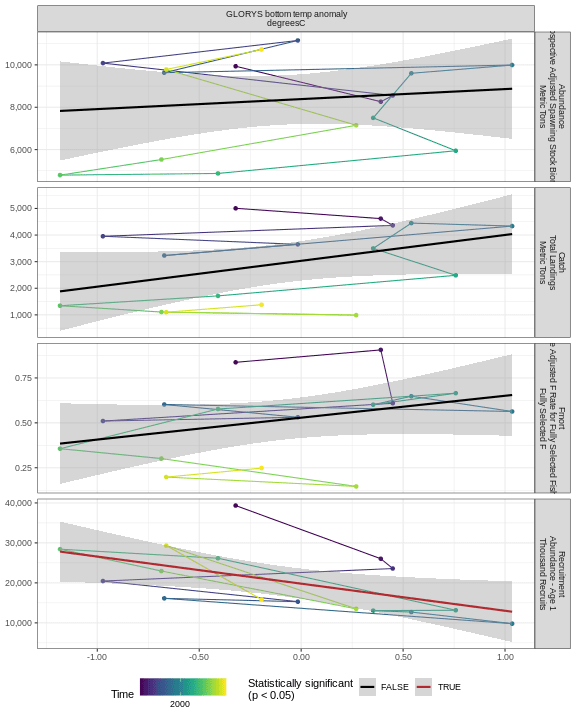 GLORYS bottom temp anomaly
degreesC
10,000
8,000
6,000
Abundance
Adjusted Spawning Stock
Metric Tons
5,000
4,000
3,000
2,000
1,000
Catch
Total Landings
Metric Tons
0.75
0.50
0.25
Fmort
Adjusted F Rate for Fully Selected
Fully Selected F
40,000
30,000
20,000
10,000
Recruitment
Abundance - Age 1
Thousand Recruits
-1.00
-0.50
0.00
0.50
1.00
Time
2000
Statistically significant
(p < 0.05)
FALSE
TRUE